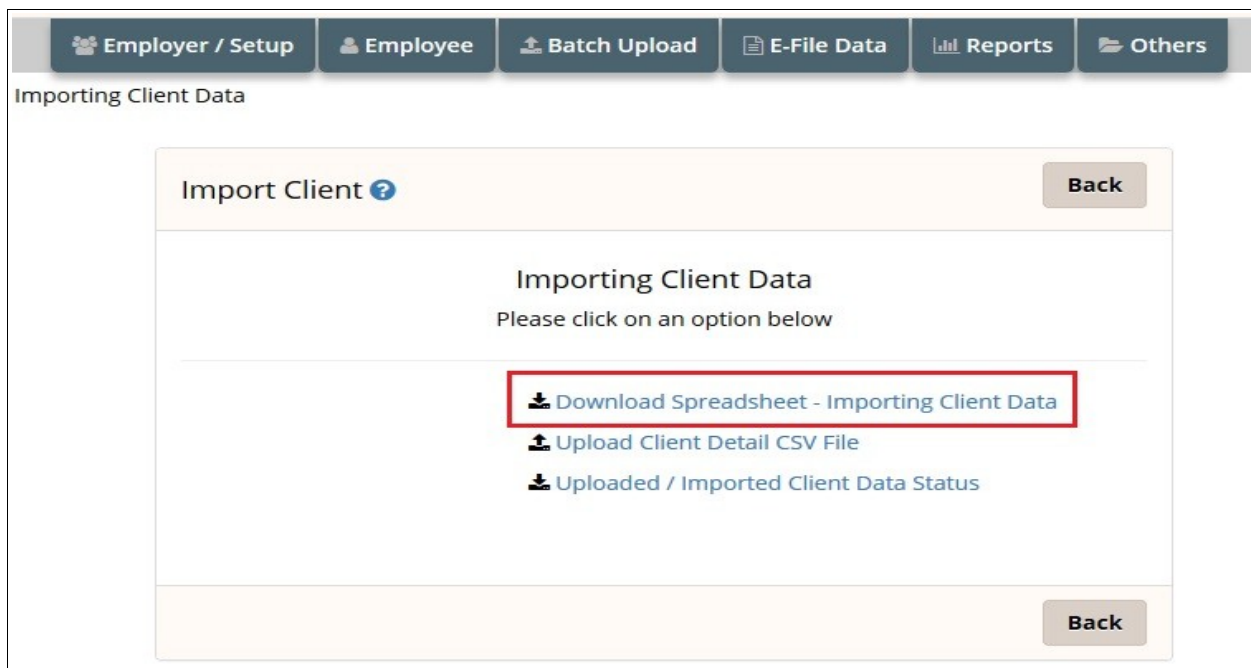 Employer / Setup Employee Batch Upload E-File Data Reports Others
Importing Client Data
Import Client Back
Importing Client Data
Please click on an option below
Download Spreadsheet - Importing Client Data
Upload Client Detail CSV File
Uploaded / Imported Client Data Status
Back